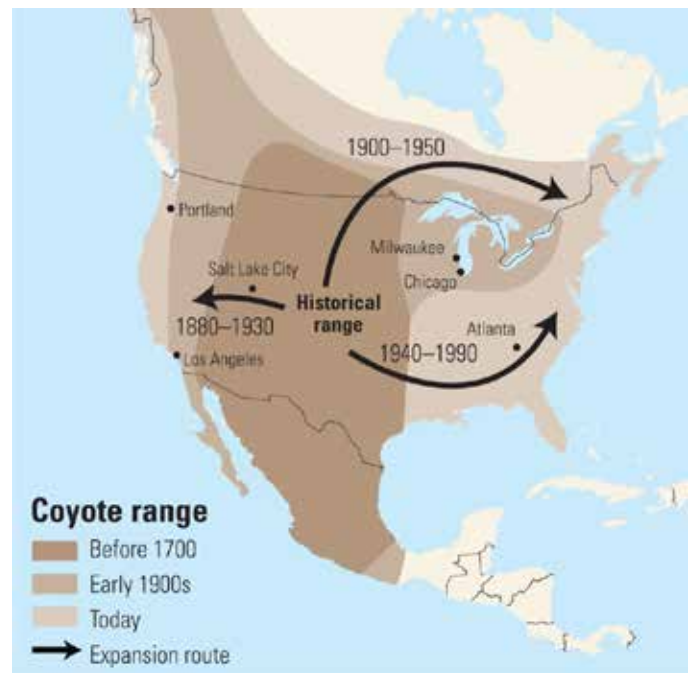 1900–1950
Portland
Milwaukee
Salt Lake City
Chicago
Historical
range
1880–1930
Atlanta
1940–1990
Los Angeles
Coyote range
Before 1700
Early 1900s
Today
Expansion route